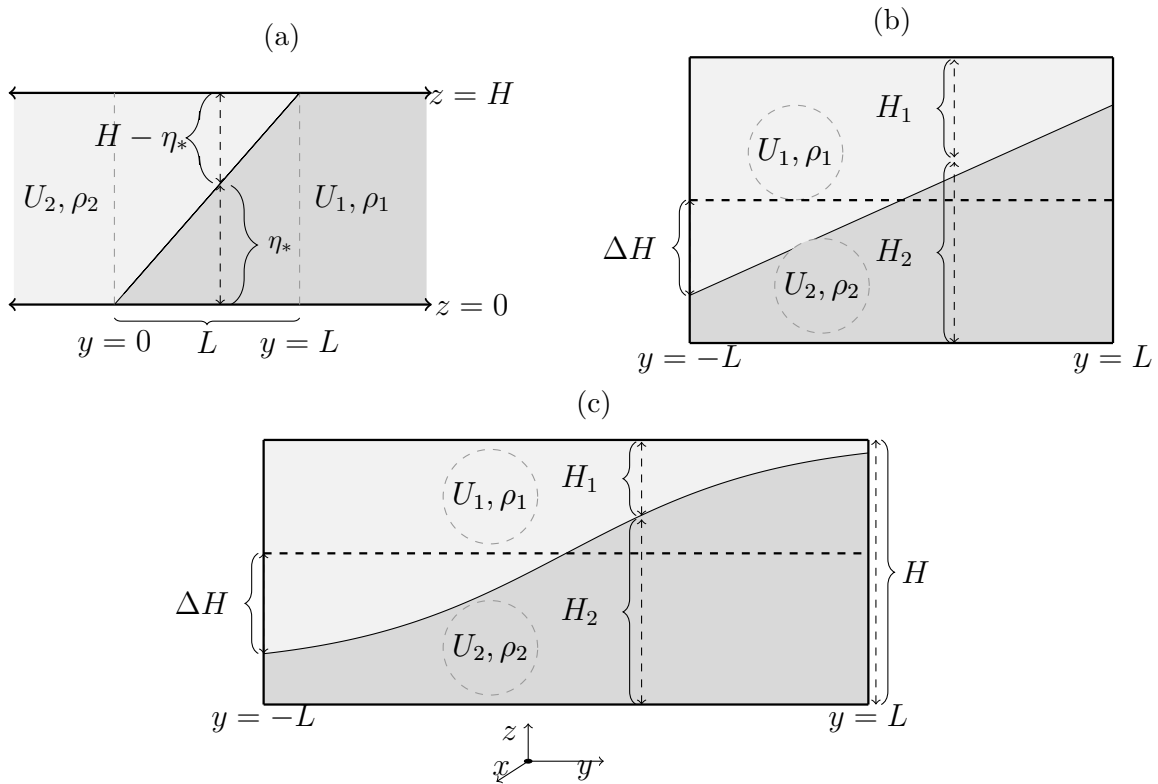 (a)
z = H
H − η*
U₂, ρ₂
U₁, ρ₁
η*
z = 0
y = 0
L
y = L
(b)
H₁
U₁, ρ₁
ΔH
H₂
U₂, ρ₂
y = −L
y = L
(c)
H₁
U₁, ρ₁
H
ΔH
H₂
U₂, ρ₂
y = −L
y = L
z
x
y